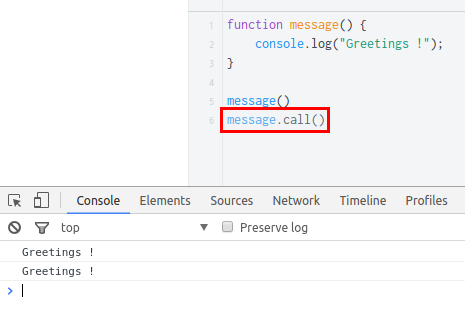 1 function message() {
2 console.log("Greetings !");
3 }
4
5 message()
6 message.call()
Console Elements Sources Network Timeline Profiles
top Preserve log
Greetings !
Greetings !
>